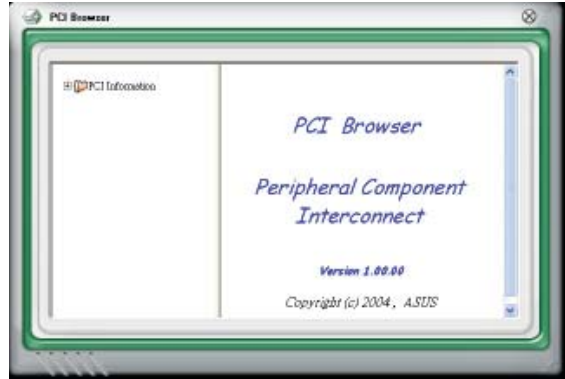 PCI Browser
PCI Information
PCI Browser
Peripheral Component
Interconnect
Version 1.00.00
Copyright (c) 2004, ASUS